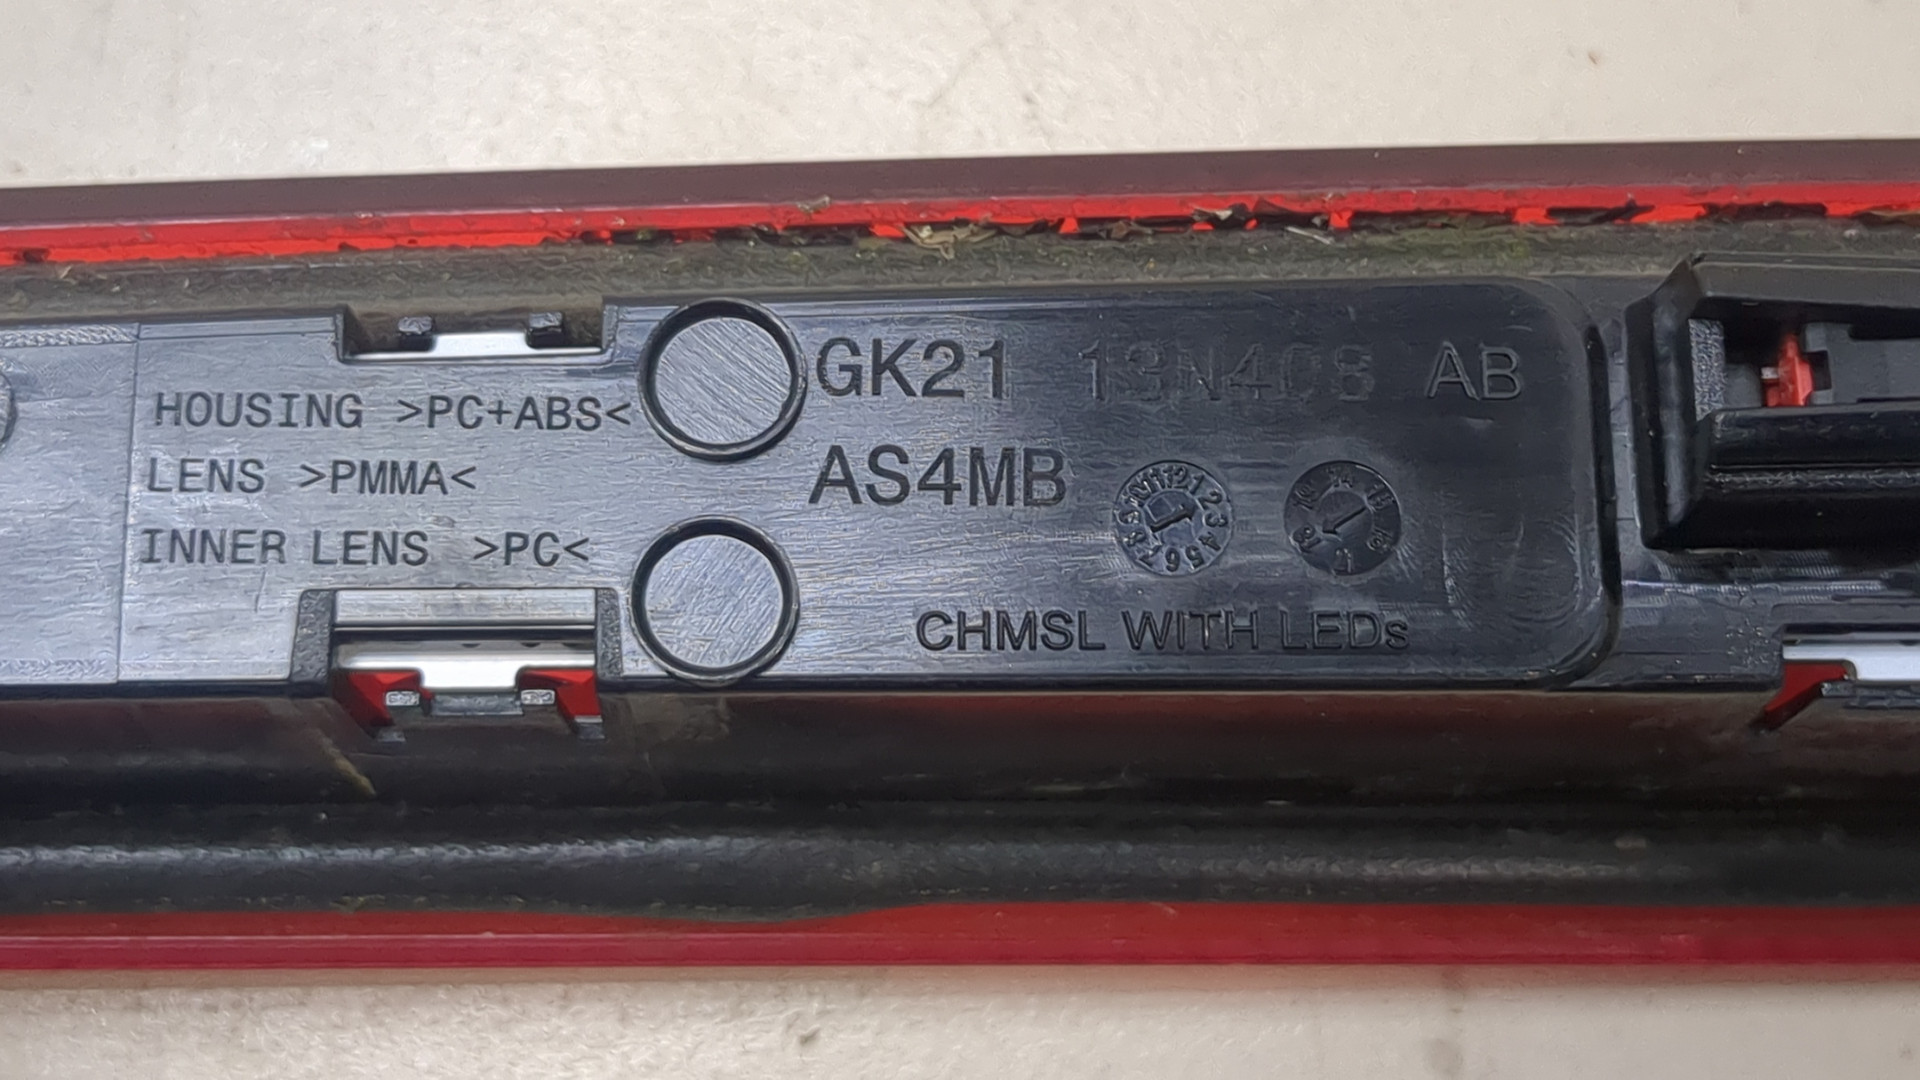 HOUSING >PC+ABS<
LENS >PMMA<
INNER LENS >PC<
GK21 13N408 AB
AS4MB
CHMSL WITH LEDs